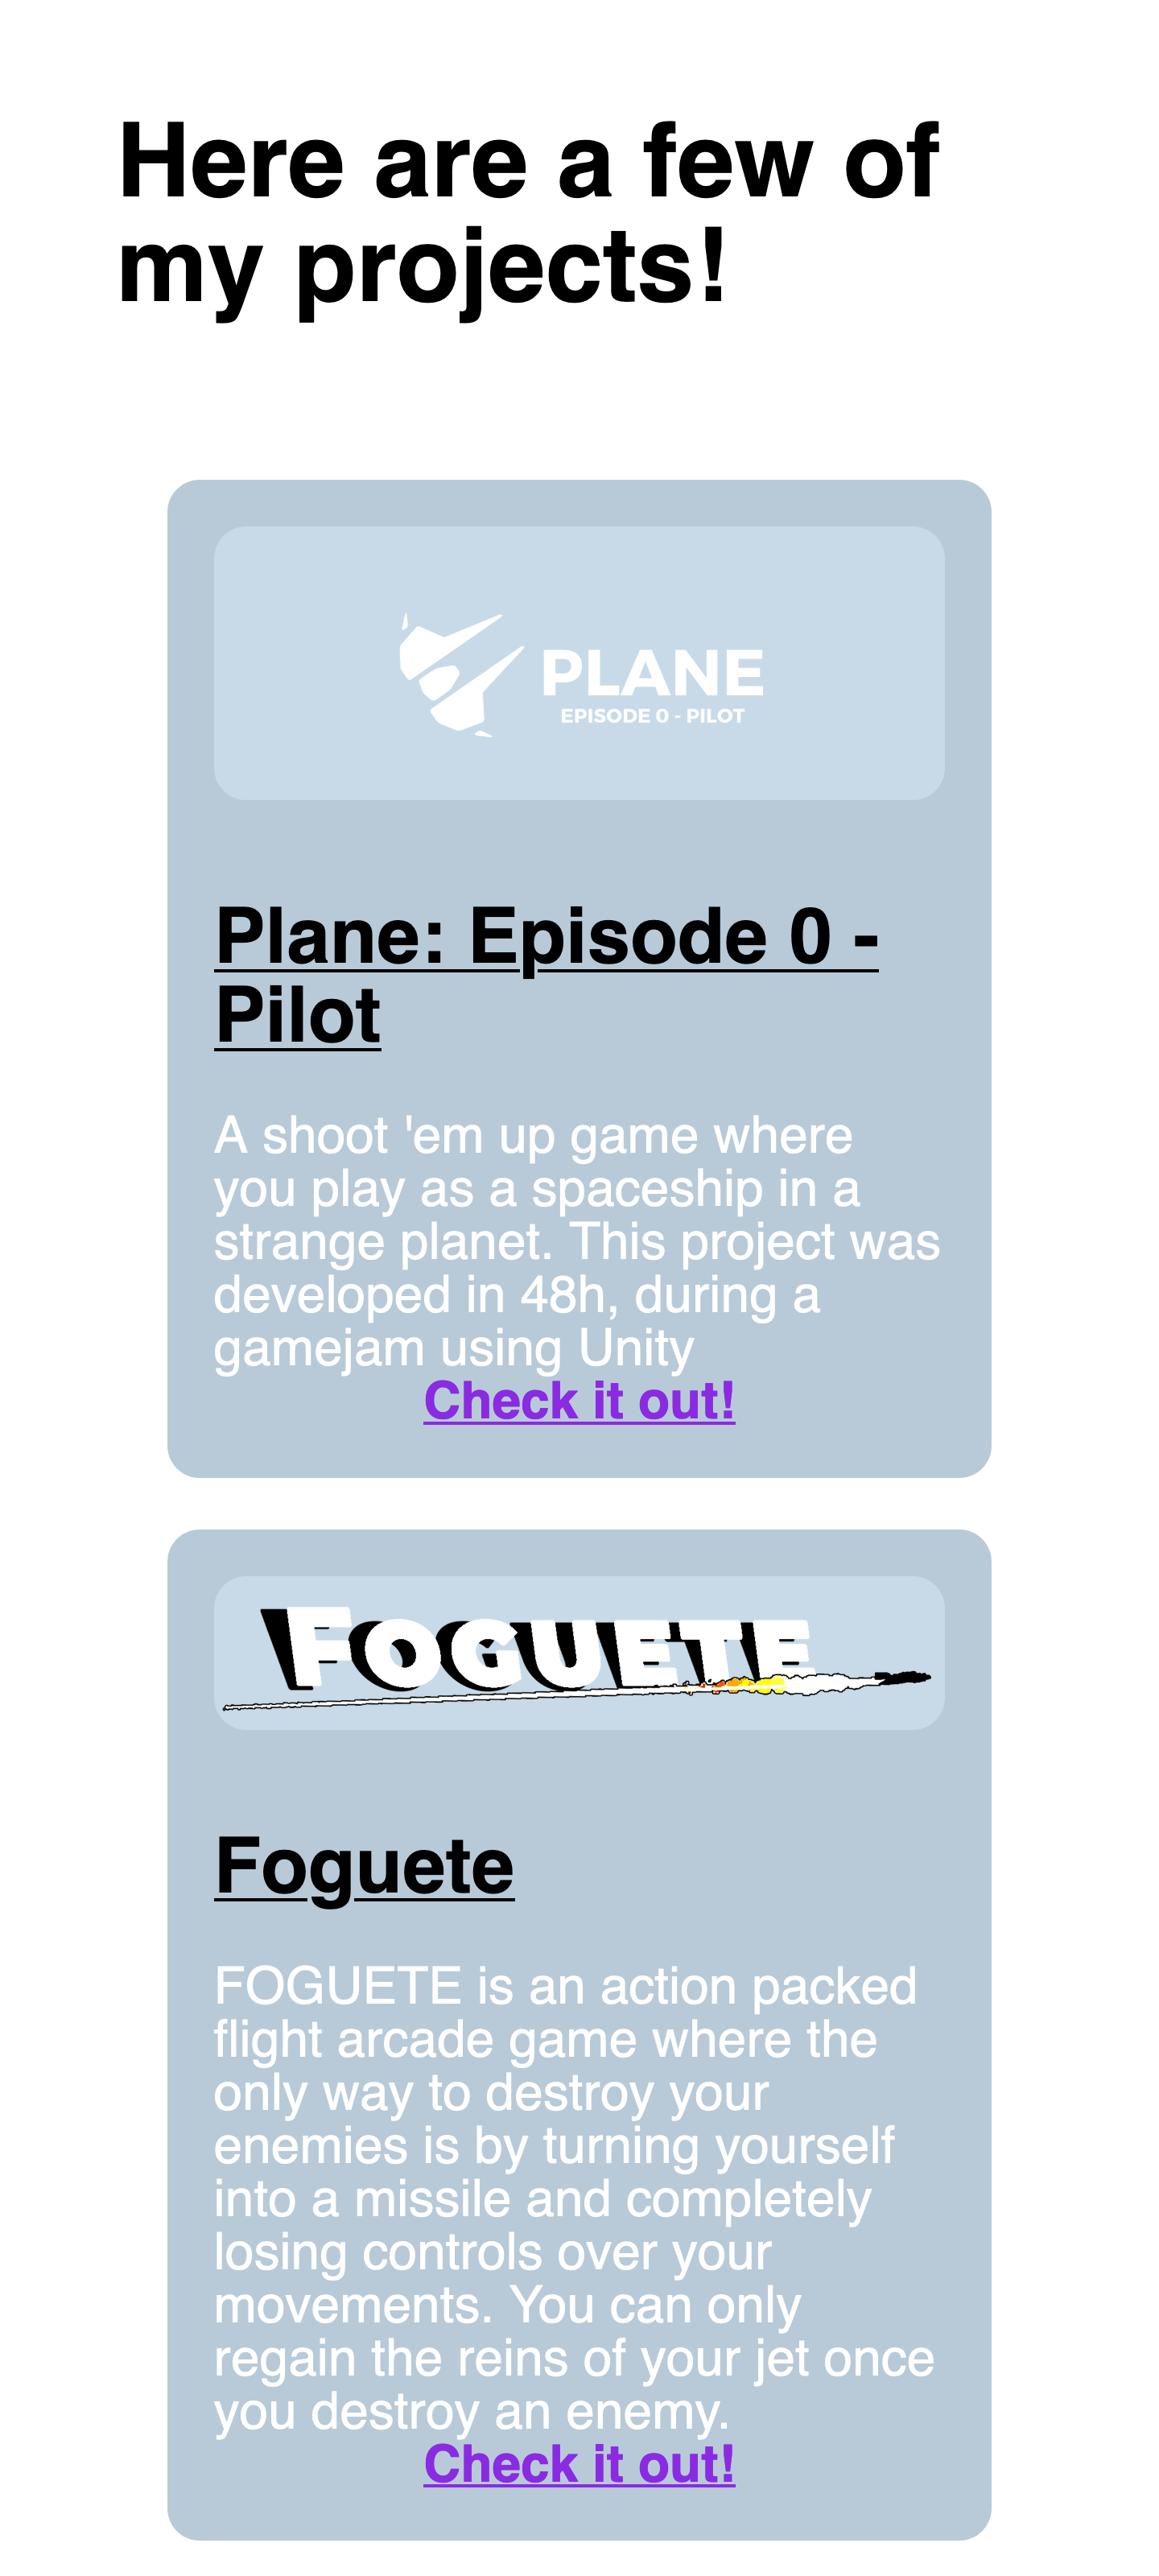 Here are a few of
my projects!
PLANE
EPISODE 0 - PILOT
Plane: Episode 0 -
Pilot
A shoot 'em up game where
you play as a spaceship in a
strange planet. This project was
developed in 48h, during a
gamejam using Unity
Check it out!
FOGUETE
Foguete
FOGUETE is an action packed
flight arcade game where the
only way to destroy your
enemies is by turning yourself
into a missile and completely
losing controls over your
movements. You can only
regain the reins of your jet once
you destroy an enemy.
Check it out!